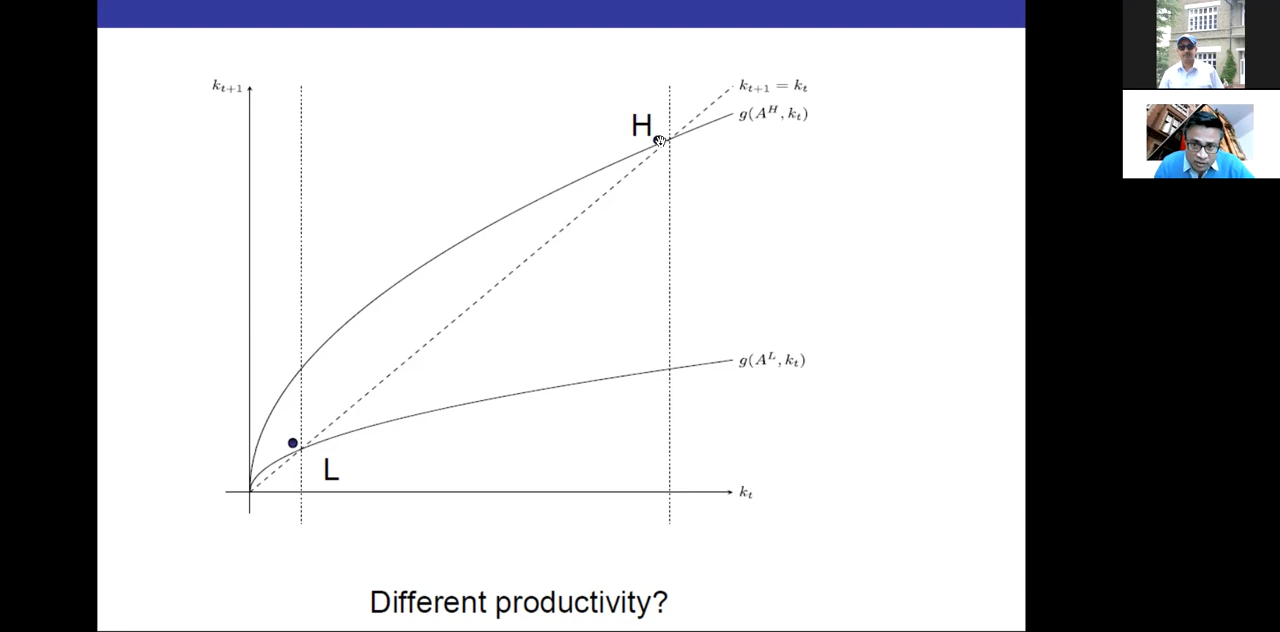 k_{t+1}
k_{t+1} = k_t
H
g(A^H, k_t)
g(A^L, k_t)
L
k_t
Different productivity?